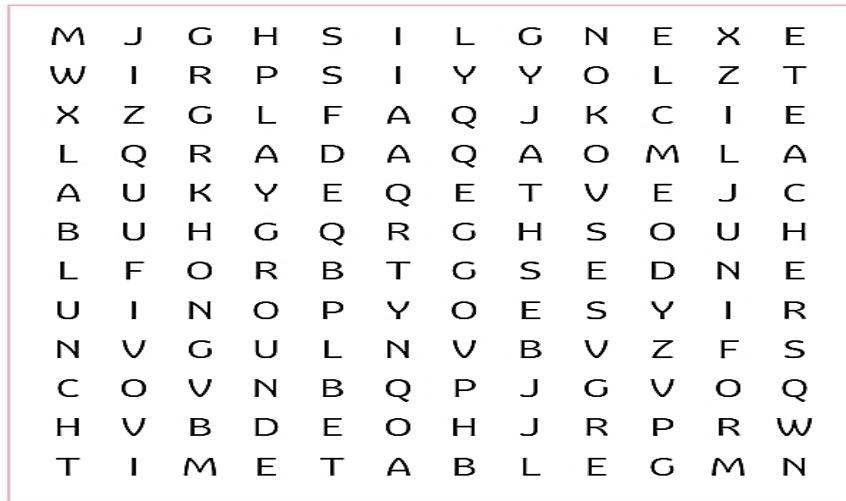 M J G H S I L G N E X E
W I R P S I Y Y O L Z T
X Z G L F A Q J K C I E
L Q R A D A Q A O M L A
A U K Y E Q E T V E J C
B U H G Q R G H S O U H
L F O R B T G S E D N E
U I N O P Y O E S Y I R
N V G U L N V B V Z F S
C O V N B Q P J G V O Q
H V B D E O H J R P R W
T I M E T A B L E G M N